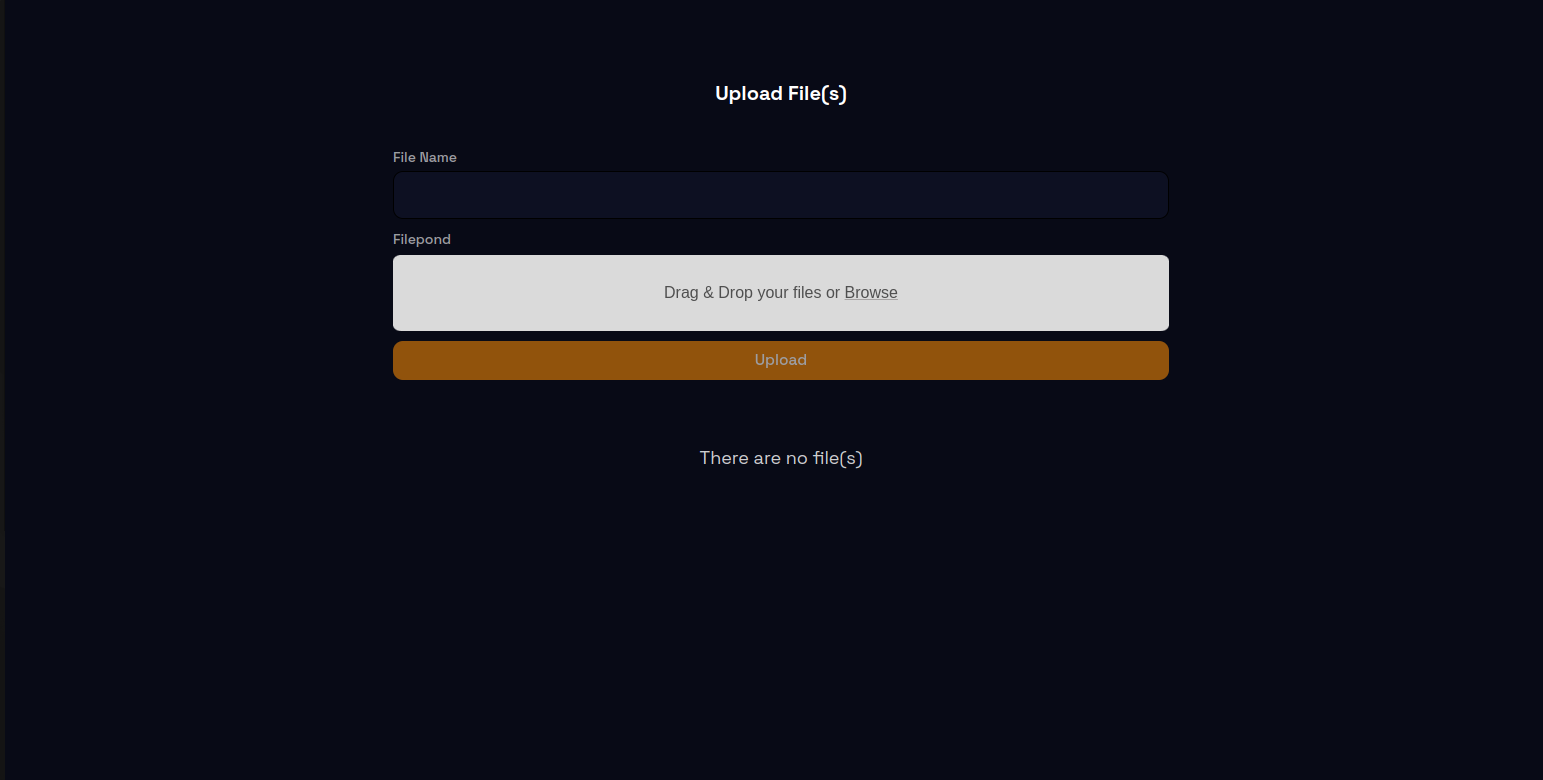 Upload File(s)
File Name
Filepond
Drag & Drop your files or Browse
Upload
There are no file(s)